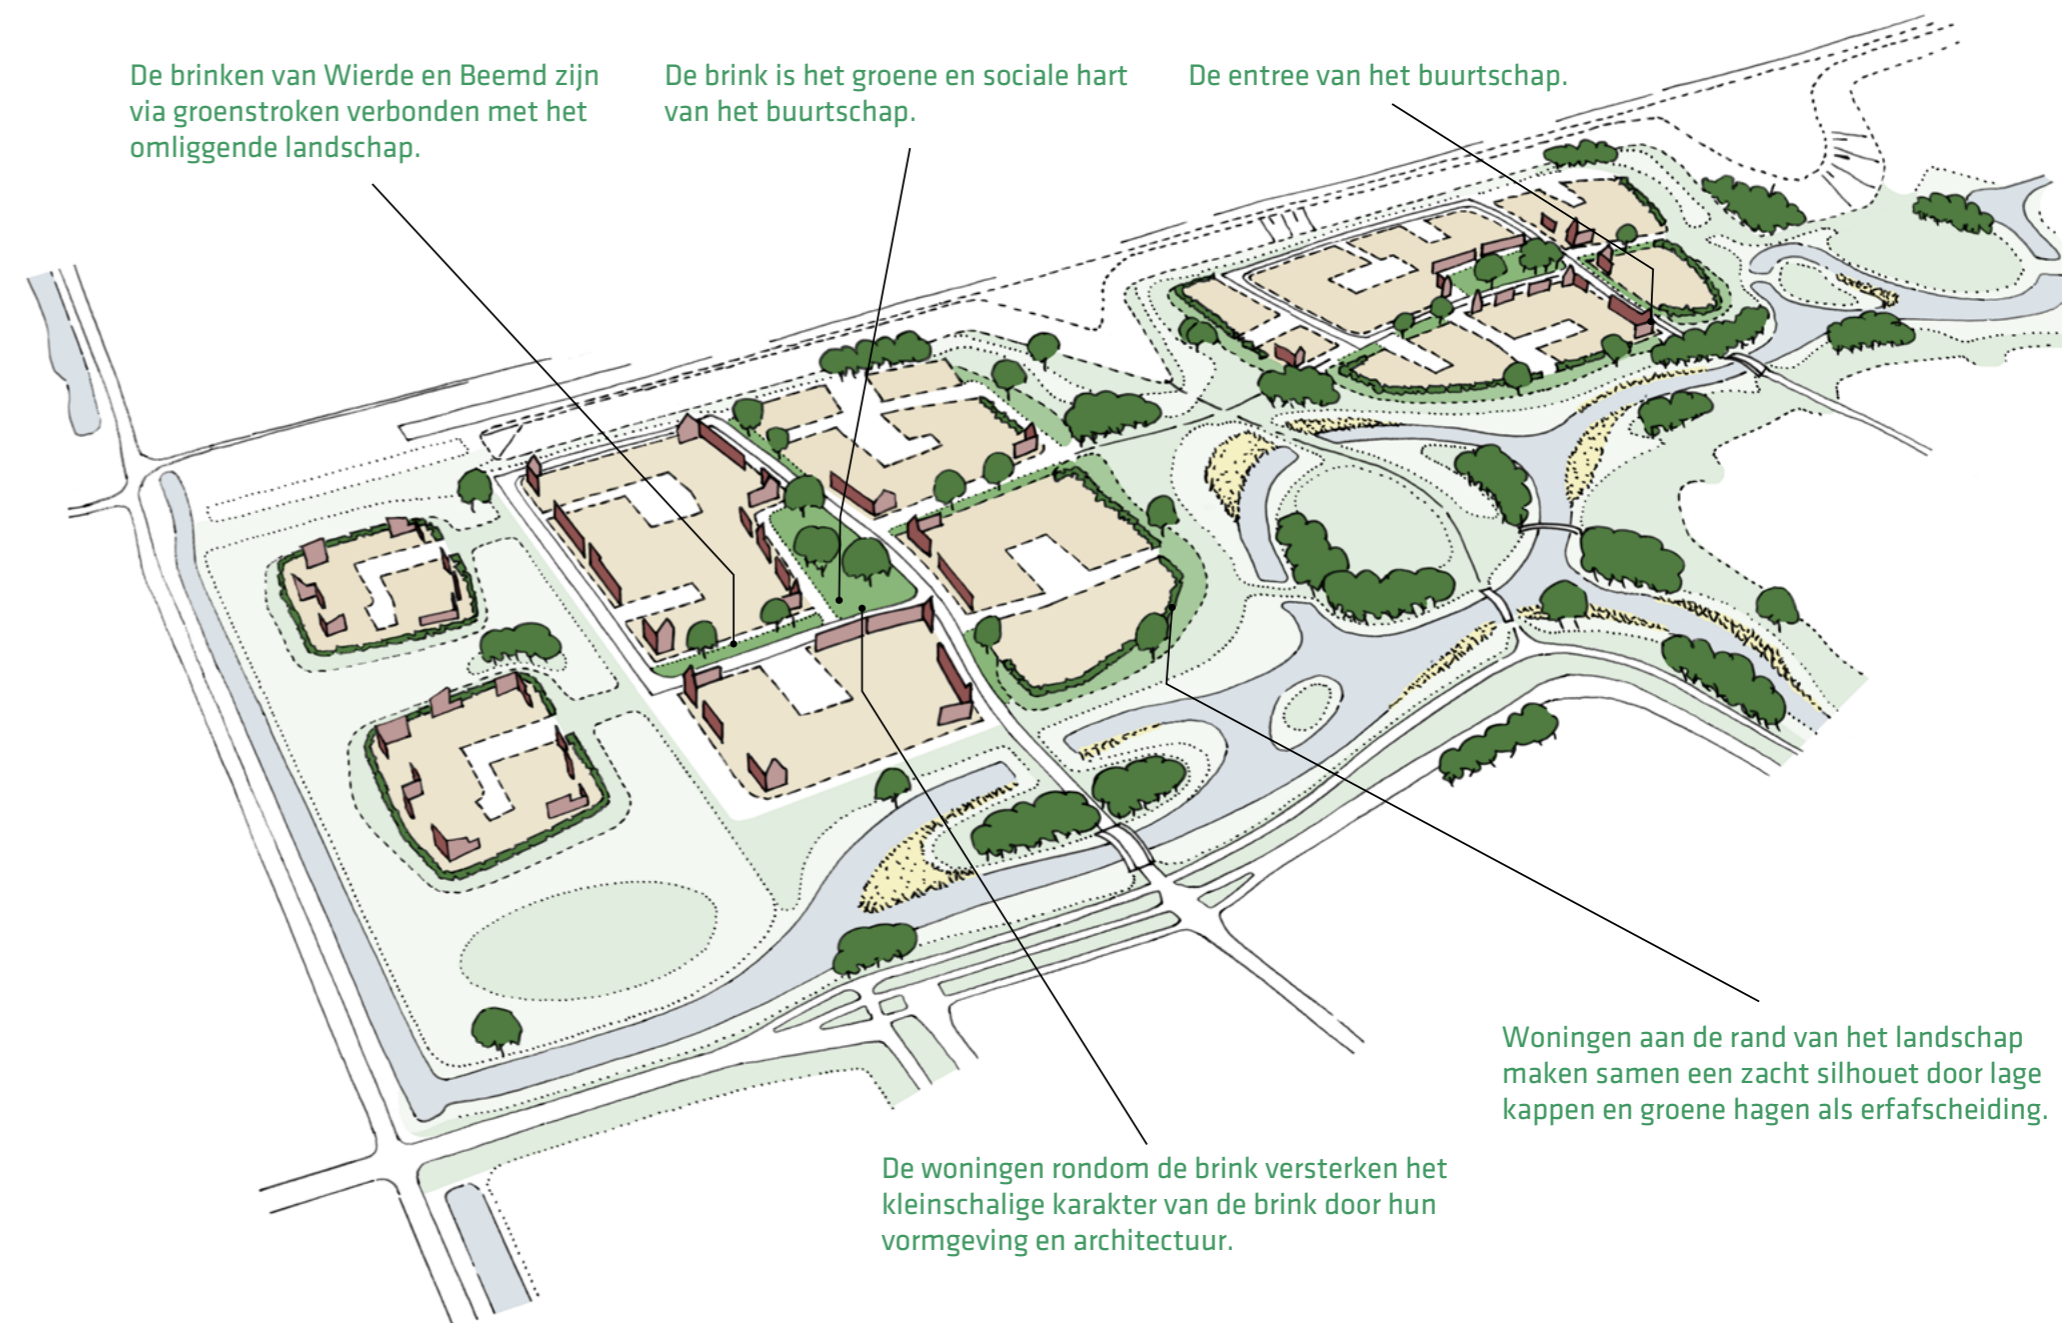 De brinken van Wierde en Beemd zijn
via groenstroken verbonden met het
omliggende landschap.
De brink is het groene en sociale hart
van het buurtschap.
De entree van het buurtschap.
Woningen aan de rand van het landschap
maken samen een zacht silhouet door lage
kappen en groene hagen als erfafscheiding.
De woningen rondom de brink versterken het
kleinschalige karakter van de brink door hun
vormgeving en architectuur.